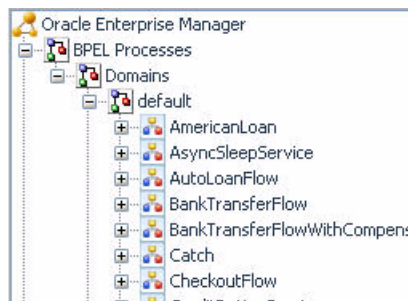 Oracle Enterprise Manager
BPEL Processes
Domains
default
AmericanLoan
AsyncSleepService
AutoLoanFlow
BankTransferFlow
BankTransferFlowWithCompens
Catch
CheckoutFlow